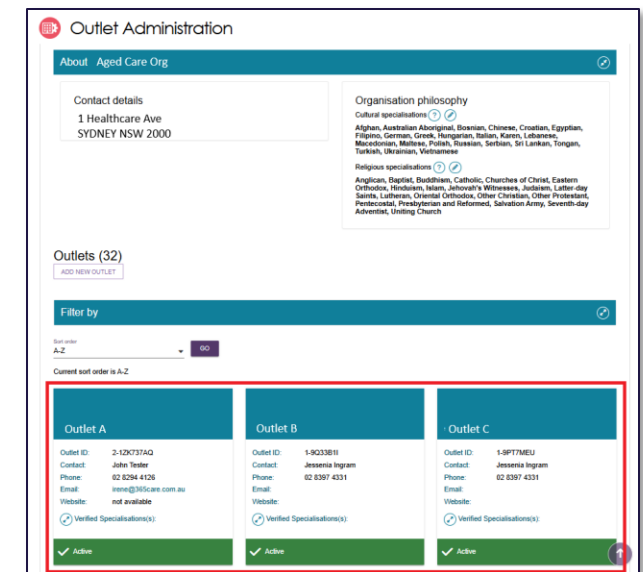 Outlet Administration
About Aged Care Org
Contact details
1 Healthcare Ave
SYDNEY NSW 2000
Organisation philosophy
Cultural specialisations ?
Afghan, Australian Aboriginal, Bosnian, Chinese, Croatian, Egyptian,
Filipino, German, Greek, Hungarian, Italian, Karen, Lebanese,
Macedonian, Maltese, Polish, Russian, Serbian, Sri Lankan, Tongan,
Turkish, Ukrainian, Vietnamese
Religious specialisations ?
Anglican, Baptist, Buddhism, Catholic, Churches of Christ, Eastern
Orthodox, Hinduism, Islam, Jehovah's Witnesses, Judaism, Latter-day
Saints, Lutheran, Oriental Orthodox, Other Christian, Other Protestant,
Pentecostal, Presbyterian and Reformed, Salvation Army, Seventh-day
Adventist, Uniting Church
Outlets (32)
ADD NEW OUTLET
Filter by
Sort order
A-Z
GO
Current sort order is A-Z
Outlet A
Outlet ID: 2-1ZK737AQ
Contact: John Tester
Phone: 02 8294 4126
Email: irene@365care.com.au
Website: not available
Verified Specialisations(s):
Active
Outlet B
Outlet ID: 1-9Q33B1I
Contact: Jessenia Ingram
Phone: 02 8397 4331
Email:
Website:
Verified Specialisations(s):
Active
Outlet C
Outlet ID: 1-9PT7MEU
Contact: Jessenia Ingram
Phone: 02 8397 4331
Email:
Website:
Verified Specialisations(s):
Active